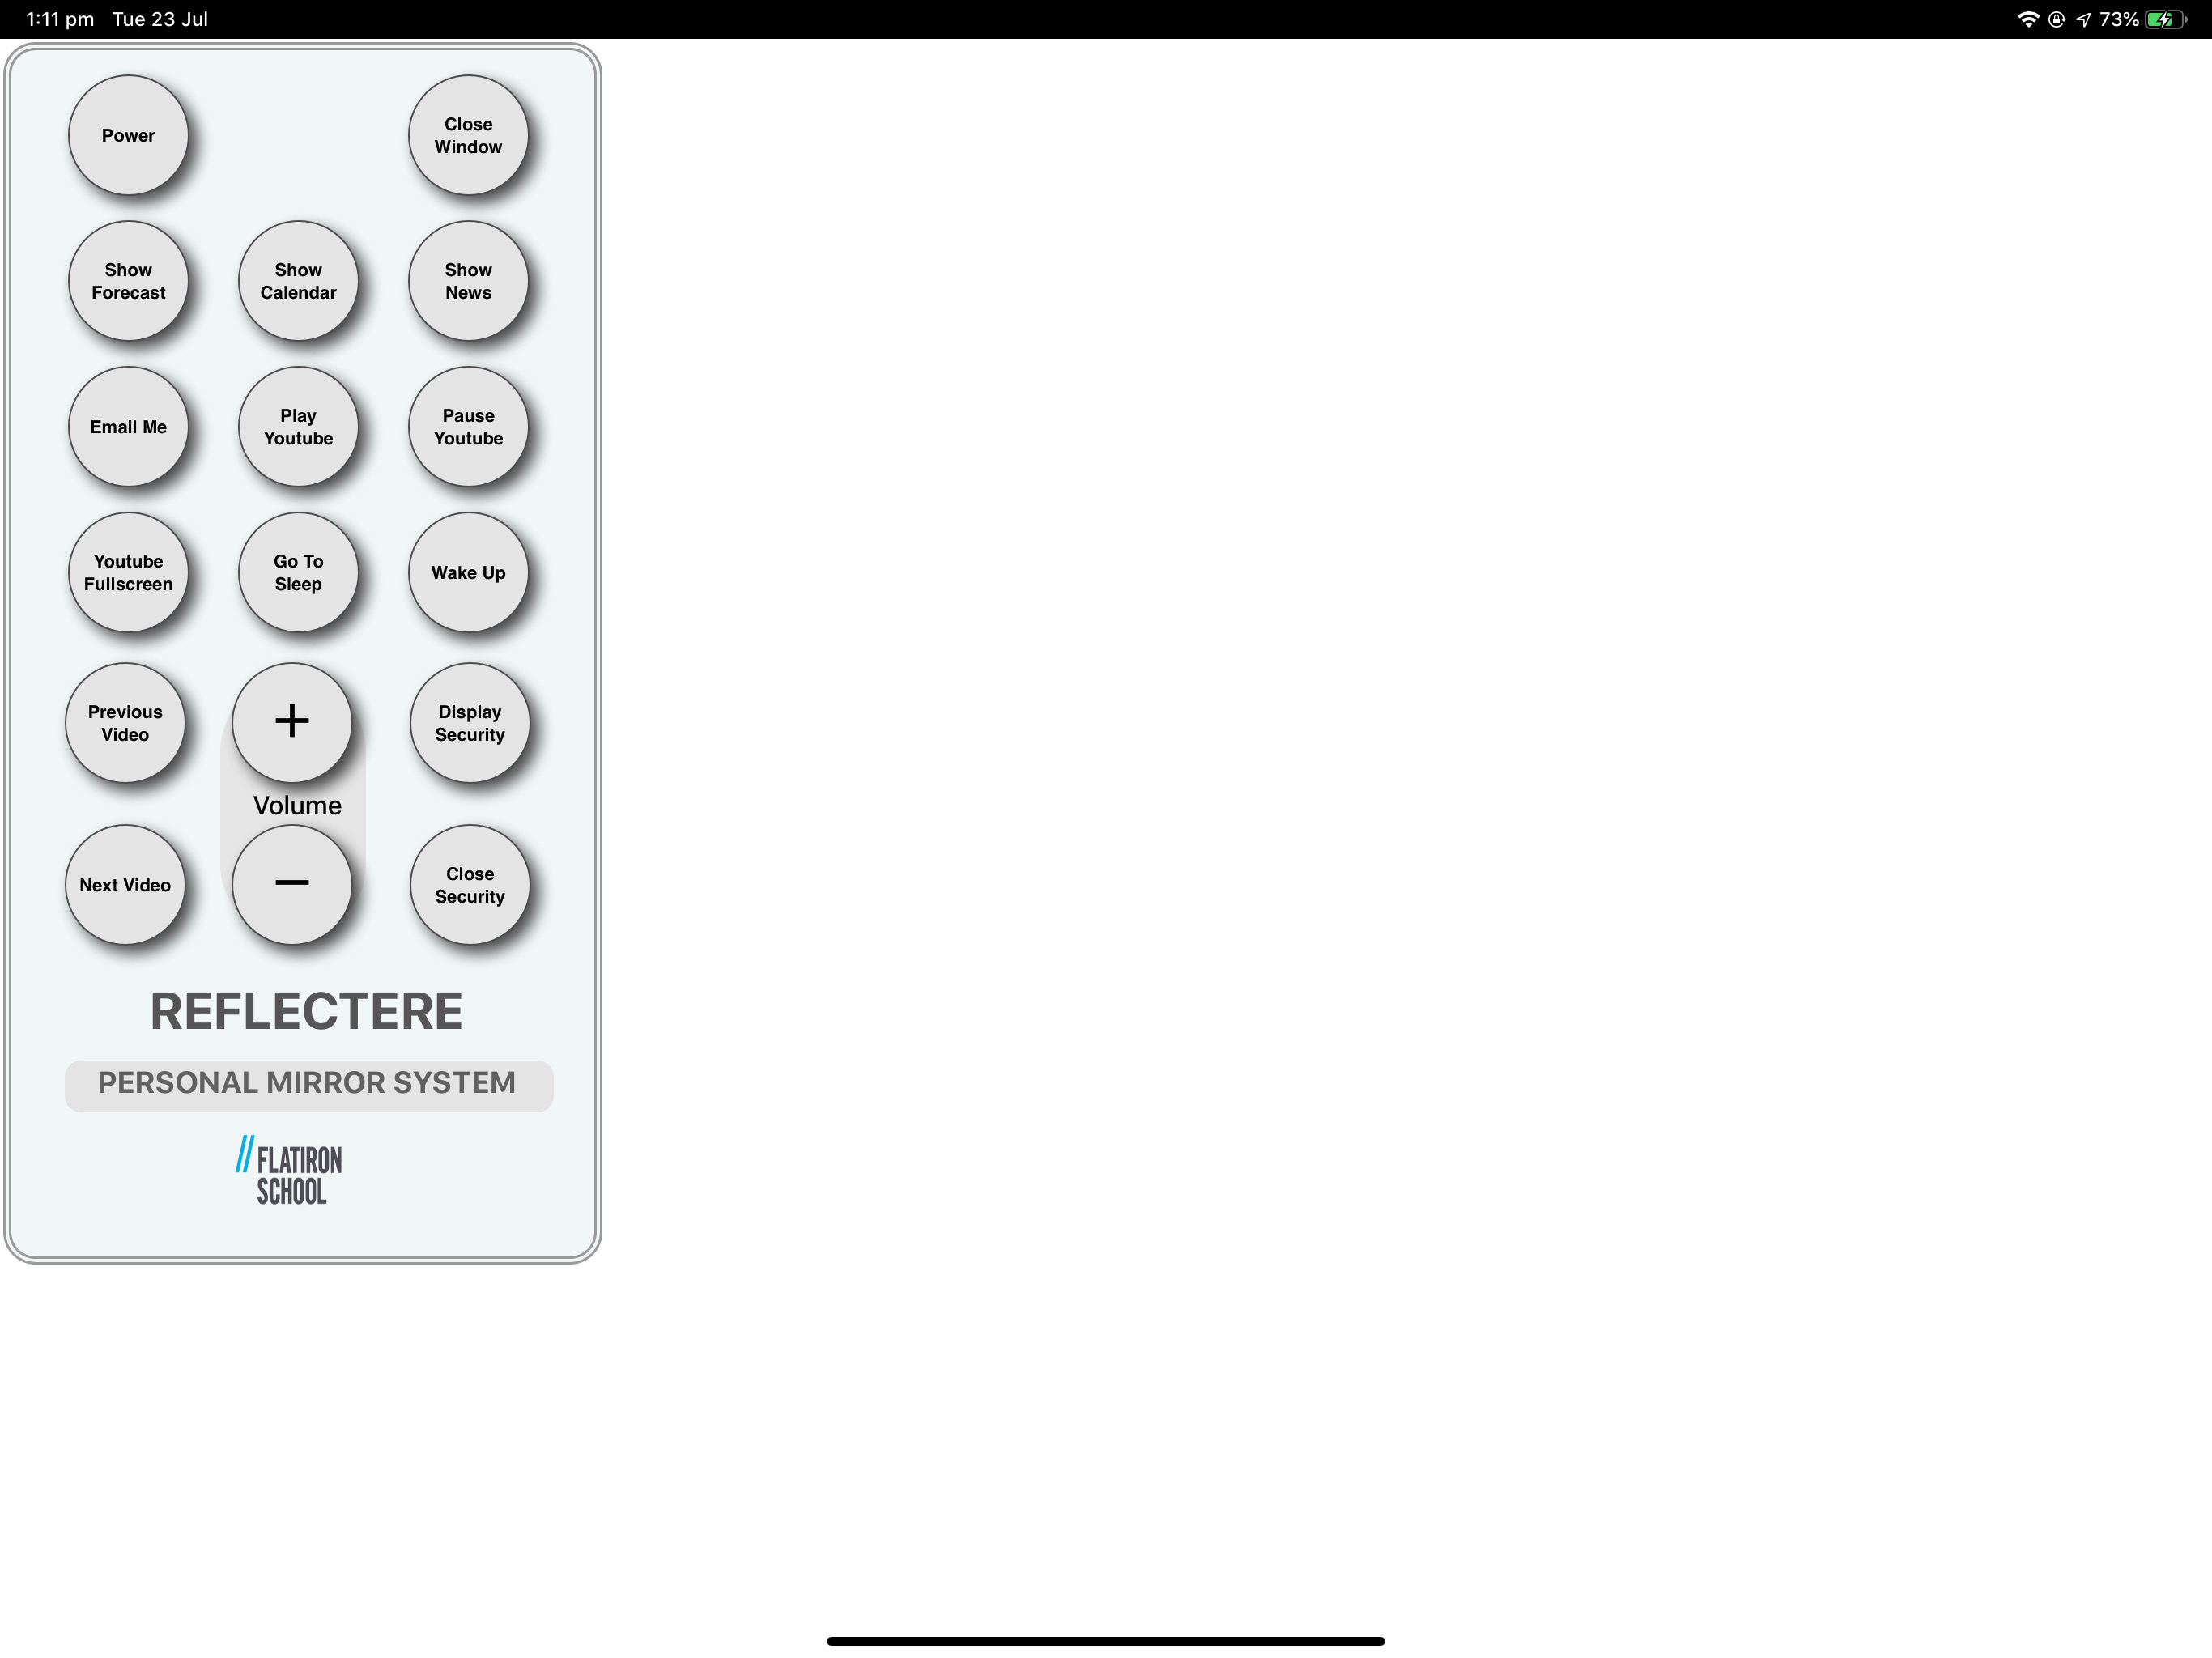 1:11 pm Tue 23 Jul
73%
Power
Close
Window
Show
Forecast
Show
Calendar
Show
News
Email Me
Play
Youtube
Pause
Youtube
Youtube
Fullscreen
Go To
Sleep
Wake Up
Previous
Video
+
Display
Security
Volume
Next Video
−
Close
Security
REFLECTERE
PERSONAL MIRROR SYSTEM
//FLATIRON
SCHOOL